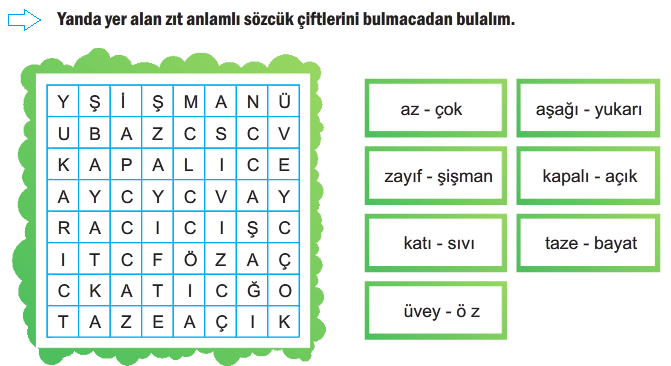 Yanda yer alan zıt anlamlı sözcük çiftlerini bulmacadan bulalım.
Y Ş İ Ş M A N Ü
U B A Z C S C V
K A P A L I C E
A Y C Y C V A Y
R A C I C I Ş C
I T C F Ö Z A Ç
C K A T I C Ğ O
T A Z E A Ç I K
az - çok
aşağı - yukarı
zayıf - şişman
kapalı - açık
katı - sıvı
taze - bayat
üvey - ö z